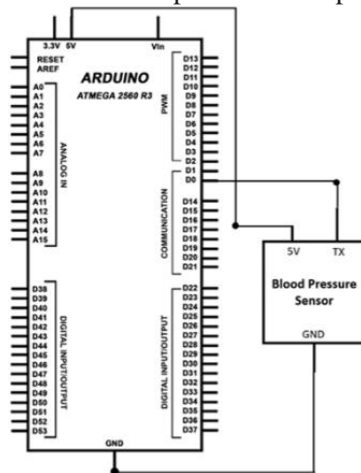 3.3V 5V VIn
RESET
AREF
ARDUINO
ATMEGA 2560 R3
A0
A1
A2
A3
A4
A5
A6
A7
A8
A9
A10
A11
A12
A13
A14
A15
ANALOG IN
D13
D12
D11
D10
D9
D8
D7
D6
D5
D4
D3
D2
D1
D0
PWM
D14
D15
D16
D17
D18
D19
D20
D21
COMMUNICATION
D38
D39
D40
D41
D42
D43
D44
D45
D46
D47
D48
D49
D50
D51
D52
D53
DIGITAL INPUT/OUTPUT
D22
D23
D24
D25
D26
D27
D28
D29
D30
D31
D32
D33
D34
D35
D36
D37
DIGITAL INPUT/OUTPUT
GND
5V TX
Blood Pressure
Sensor
GND